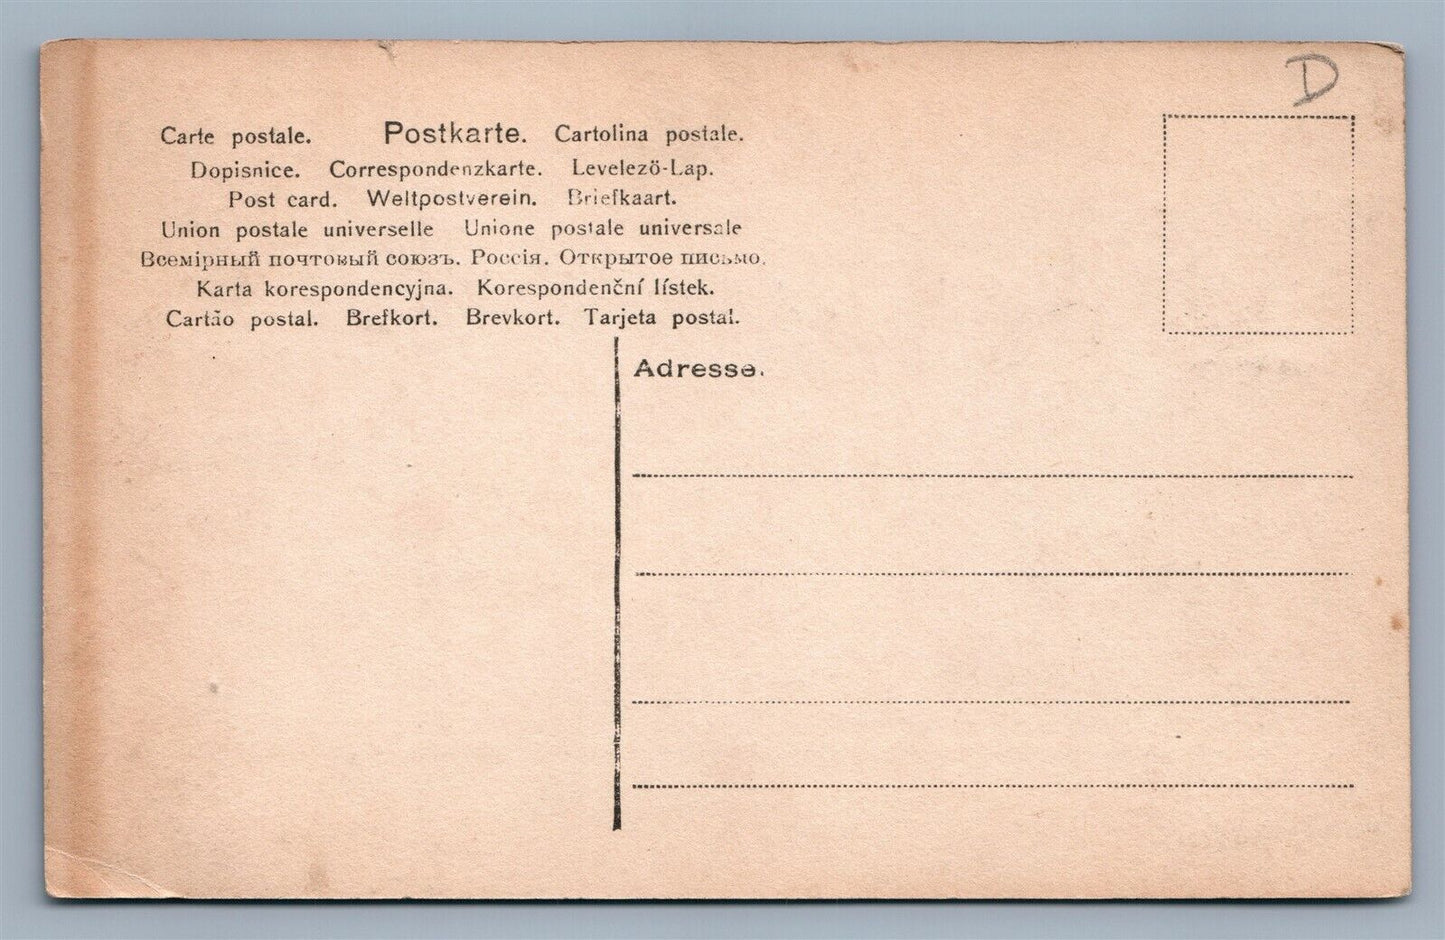 D
Carte postale. Postkarte. Cartolina postale.
Dopisnice. Correspondenzkarte. Levelezö-Lap.
Post card. Weltpostverein. Briefkaart.
Union postale universelle Unione postale universale
Всемірный почтовый союзъ. Россія. Открытое письмо.
Karta korespondencyjna. Korespondenční lístek.
Cartão postal. Brefkort. Brevkort. Tarjeta postal.
Adresse.